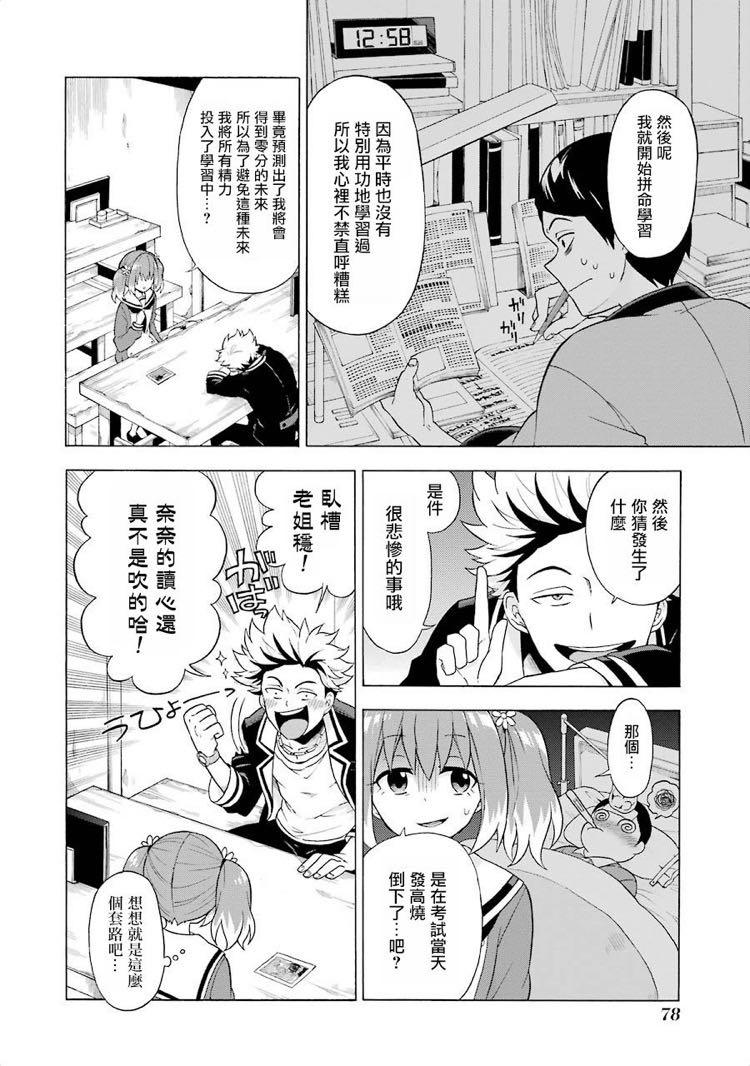 12:58
然後呢
我就開始拼命學習
因為平時也沒有
特別用功地學習過
所以我心裡不禁直呼糟糕
ガガガ
畢竟預測出了我將會
得到零分的未來
所以為了避免這種未來
我將所有精力
投入了學習中…?
然後
你猜發生了
什麼
是件
很悲慘的事哦
那個…
是在考試當天
發高燒
倒下了…吧?
臥槽
老姐穩!
奈奈的讀心還
真不是吹的哈!
がばっ
うひょー
想想就是這麼
個套路吧…
78